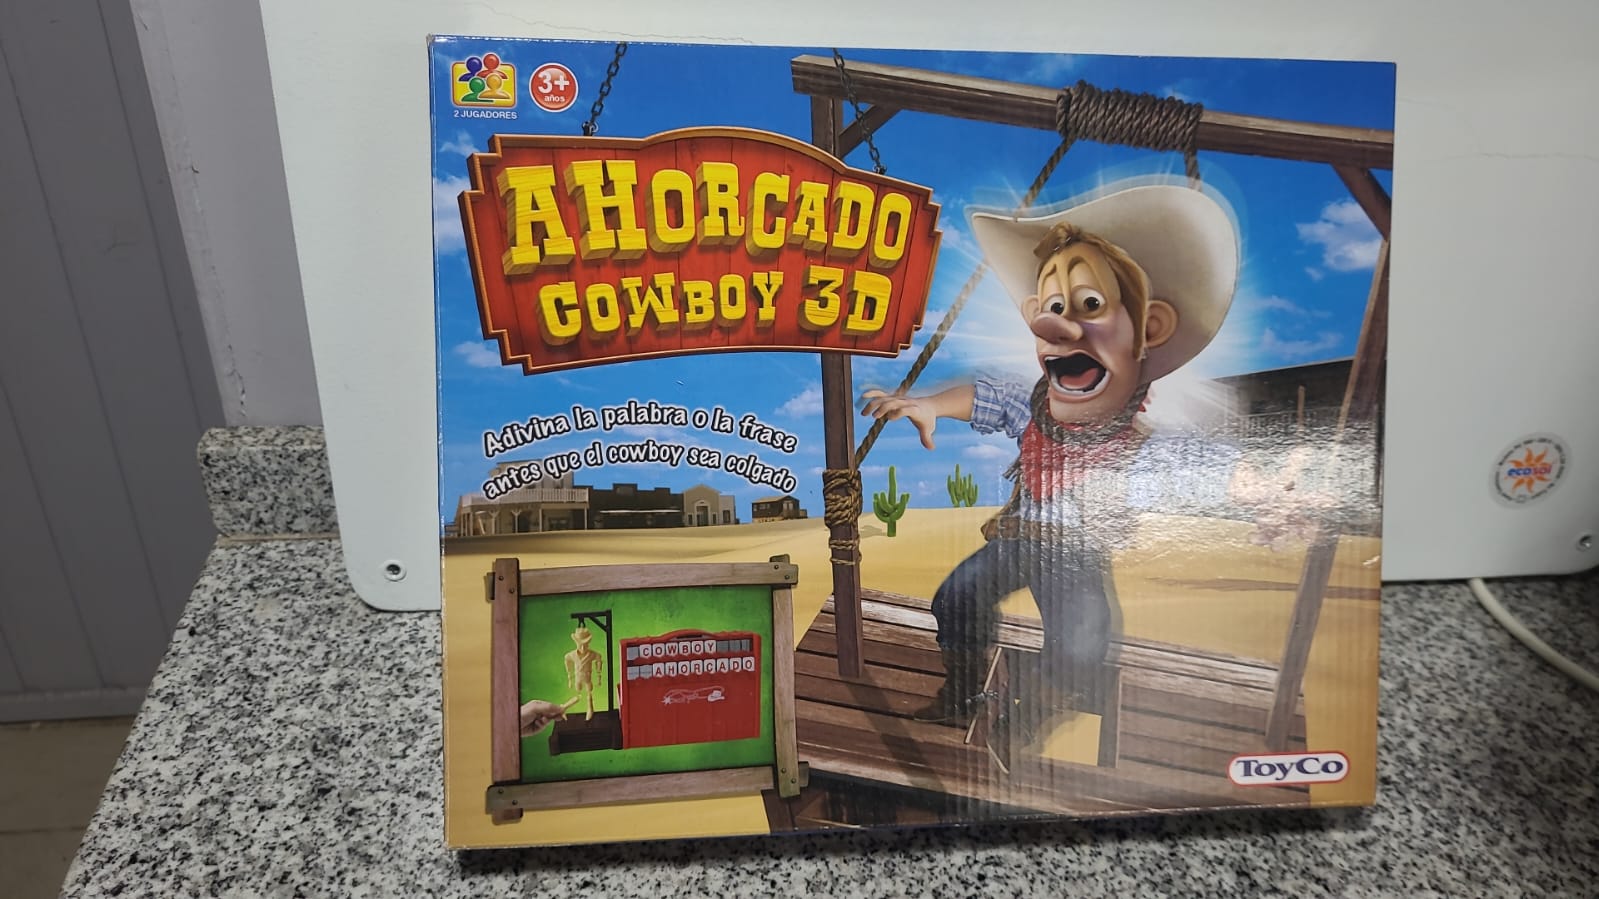 2 JUGADORES
3+
años
AHORCADO
COWBOY 3D
Adivina la palabra o la frase
antes que el cowboy sea colgado
COWBOY
AHORCADO
ToyCo
ecosol